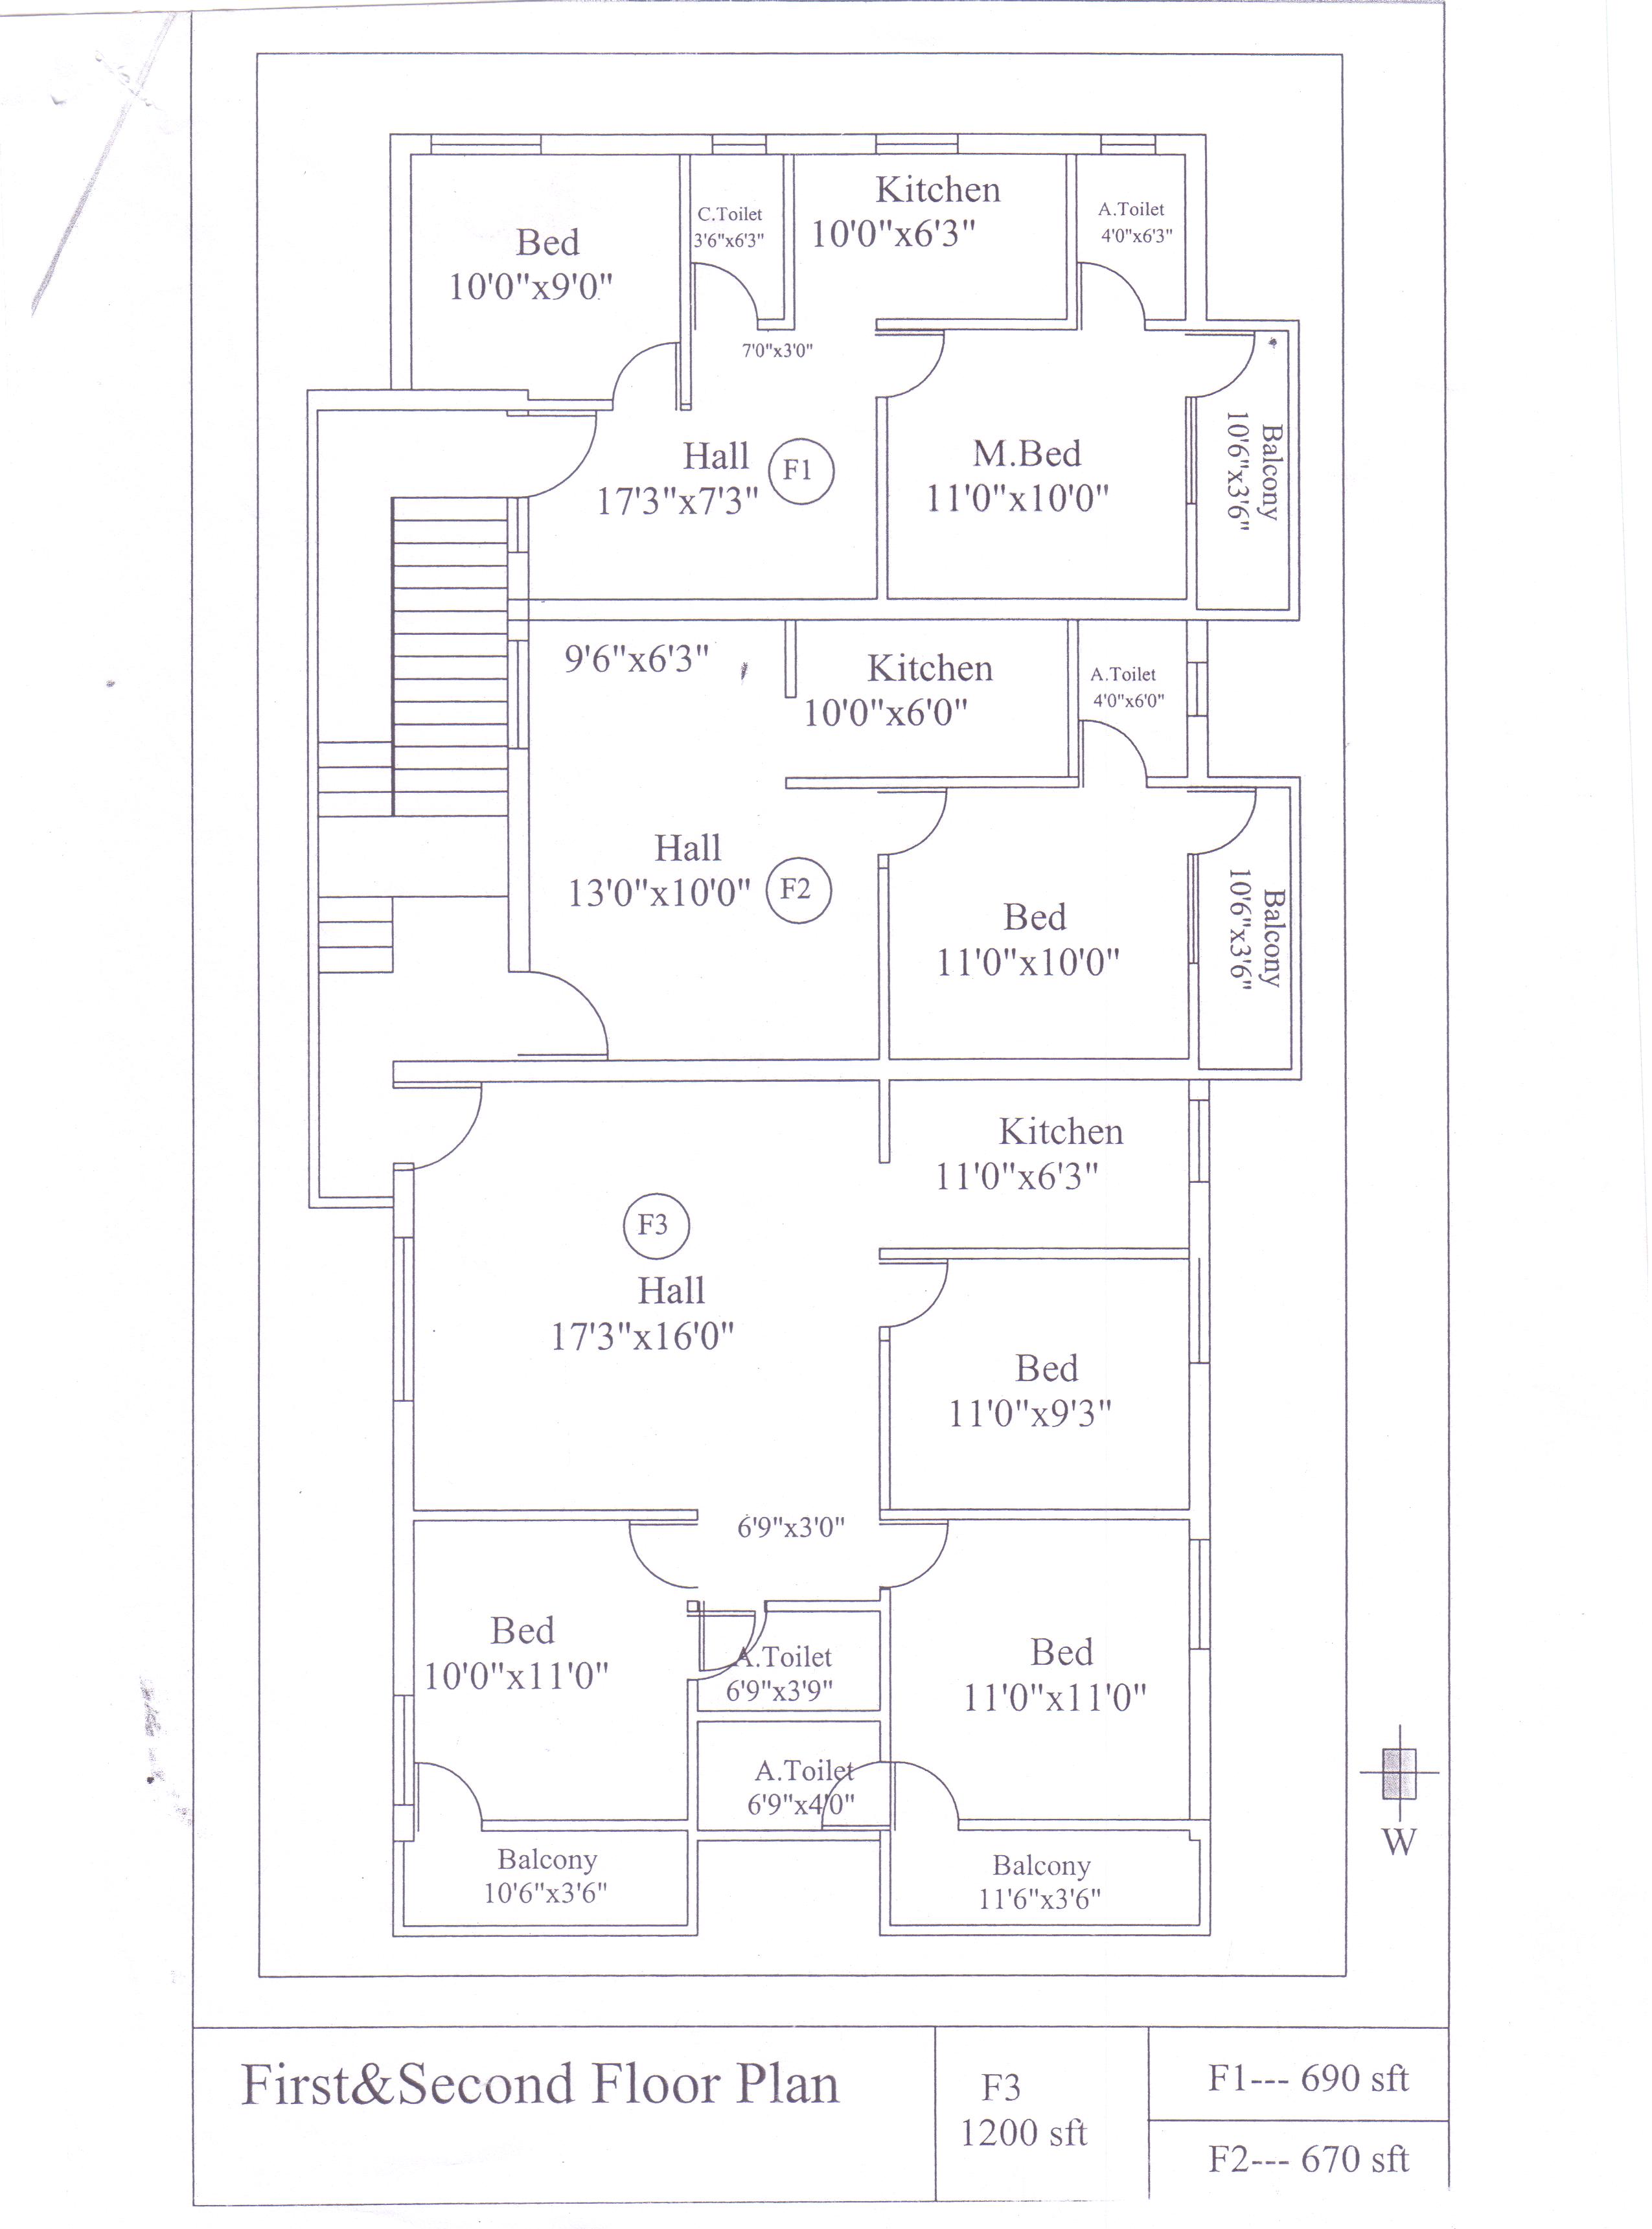 Bed
10'0"x9'0"
C.Toilet
3'6"x6'3"
Kitchen
10'0"x6'3"
A.Toilet
4'0"x6'3"
7'0"x3'0"
Hall
17'3"x7'3"
F1
M.Bed
11'0"x10'0"
Balcony
10'6"x3'6"
9'6"x6'3"
Kitchen
10'0"x6'0"
A.Toilet
4'0"x6'0"
Hall
13'0"x10'0"
F2
Bed
11'0"x10'0"
Balcony
10'6"x3'6"
Kitchen
11'0"x6'3"
F3
Hall
17'3"x16'0"
Bed
11'0"x9'3"
6'9"x3'0"
Bed
10'0"x11'0"
A.Toilet
6'9"x3'9"
Bed
11'0"x11'0"
A.Toilet
6'9"x4'0"
Balcony
10'6"x3'6"
Balcony
11'6"x3'6"
W
First&Second Floor Plan
F3
1200 sft
F1--- 690 sft
F2--- 670 sft